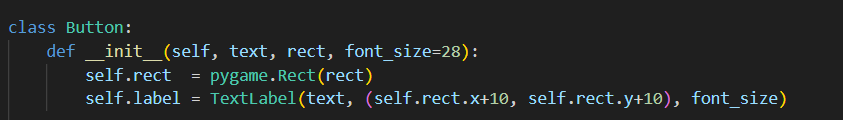 class Button:
    def __init__(self, text, rect, font_size=28):
        self.rect  = pygame.Rect(rect)
        self.label = TextLabel(text, (self.rect.x+10, self.rect.y+10), font_size)